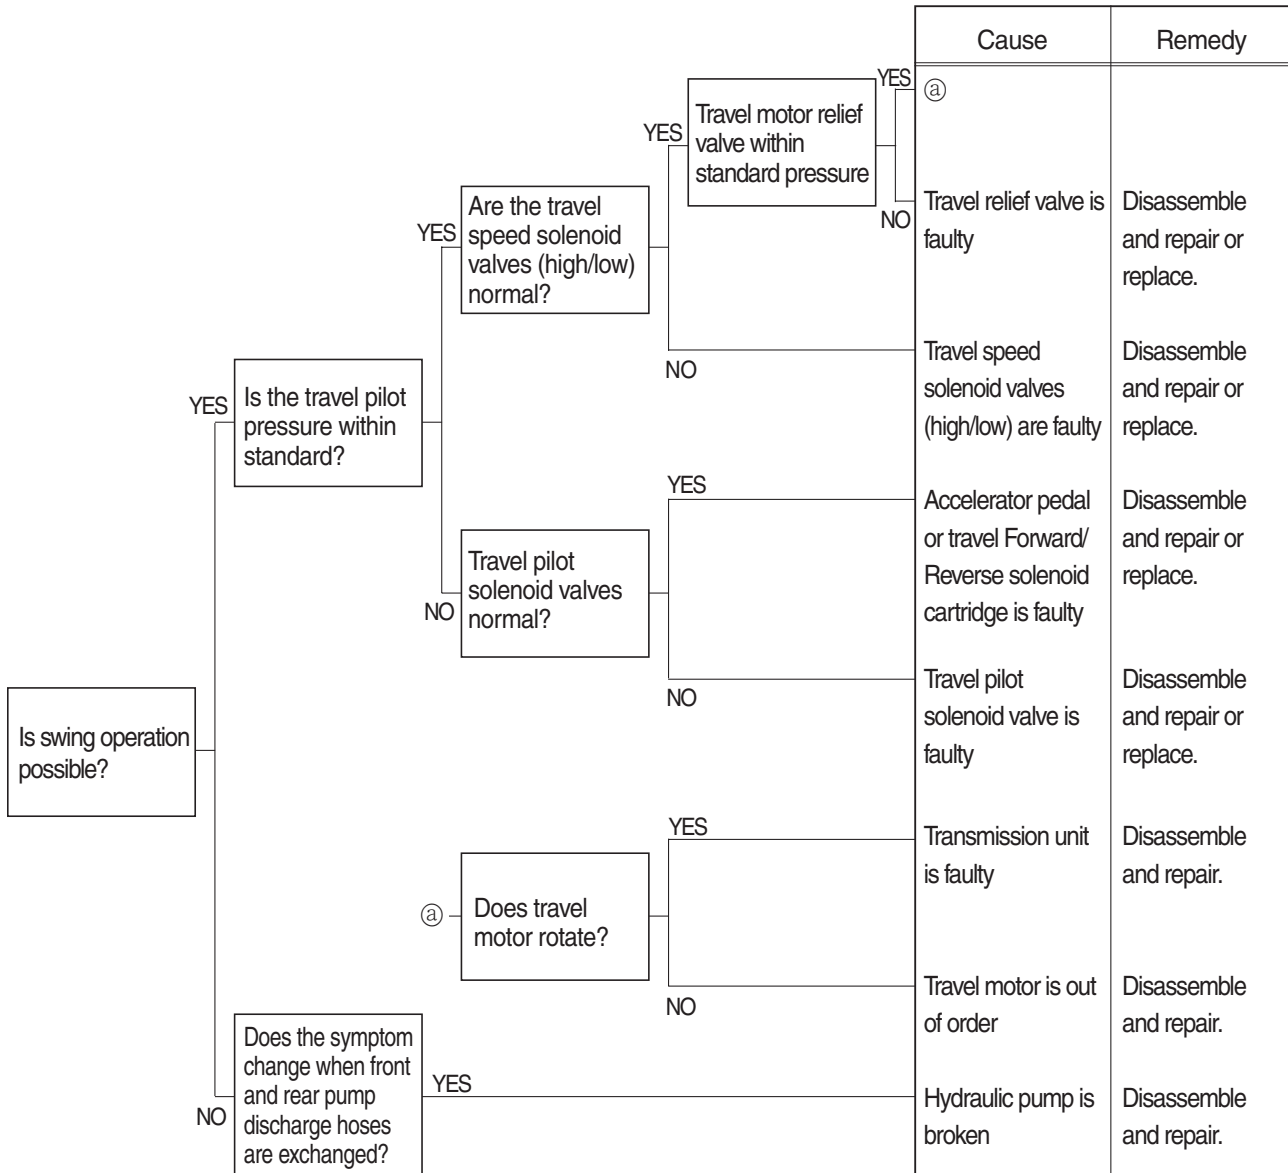 Cause
Remedy
YES
ⓐ
Travel motor relief
valve within
standard pressure
YES
NO
Travel relief valve is
faulty
Disassemble
and repair or
replace.
Are the travel
speed solenoid
valves (high/low)
normal?
YES
NO
Travel speed
solenoid valves
(high/low) are faulty
Disassemble
and repair or
replace.
YES
Is the travel pilot
pressure within
standard?
YES
Accelerator pedal
or travel Forward/
Reverse solenoid
cartridge is faulty
Disassemble
and repair or
replace.
NO
Travel pilot
solenoid valves
normal?
NO
Travel pilot
solenoid valve is
faulty
Disassemble
and repair or
replace.
Is swing operation
possible?
YES
Transmission unit
is faulty
Disassemble
and repair.
ⓐ
Does travel
motor rotate?
NO
Travel motor is out
of order
Disassemble
and repair.
NO
Does the symptom
change when front
and rear pump
discharge hoses
are exchanged?
YES
Hydraulic pump is
broken
Disassemble
and repair.